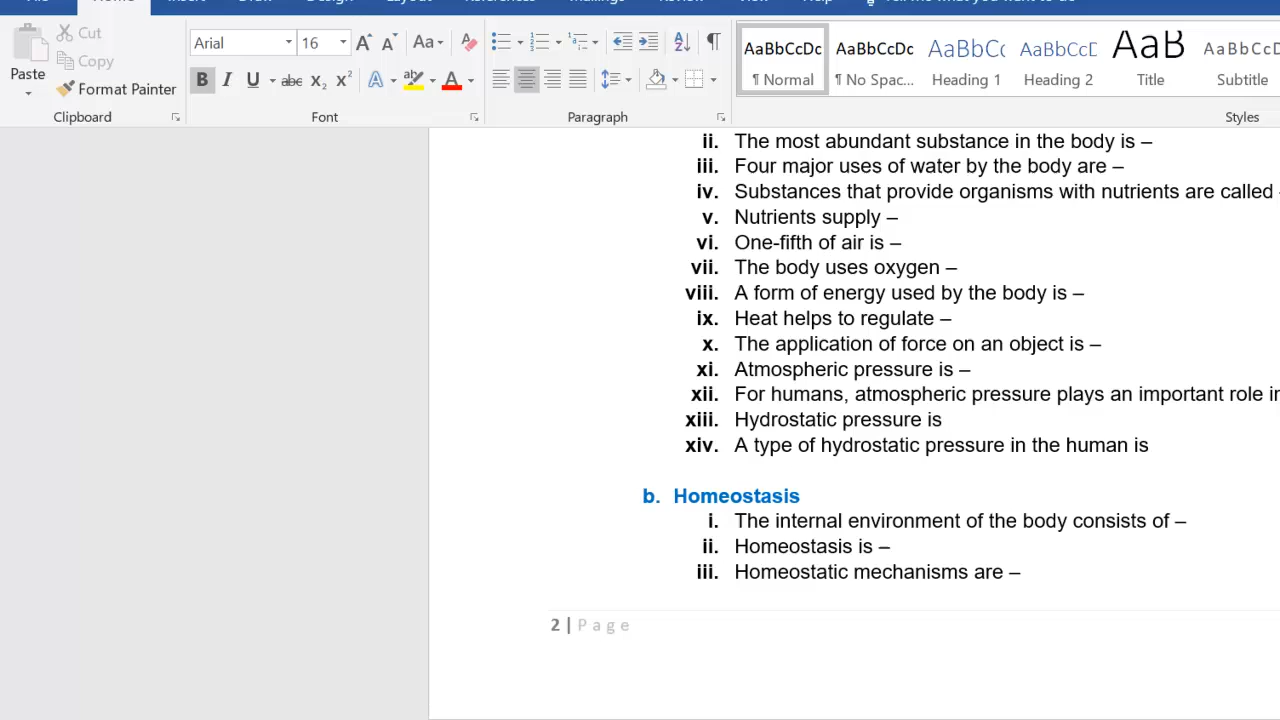 Home
Cut
Copy
Paste
Format Painter
Clipboard
Arial
16
Aa
B I U abc X₂ X²
A ab A
Font
Paragraph
AaBbCcDc AaBbCcDc AaBbCc AaBbCcD AaB AaBbCcD
¶ Normal ¶ No Spac... Heading 1 Heading 2 Title Subtitle
Styles
ii. The most abundant substance in the body is –
iii. Four major uses of water by the body are –
iv. Substances that provide organisms with nutrients are called
v. Nutrients supply –
vi. One-fifth of air is –
vii. The body uses oxygen –
viii. A form of energy used by the body is –
ix. Heat helps to regulate –
x. The application of force on an object is –
xi. Atmospheric pressure is –
xii. For humans, atmospheric pressure plays an important role in
xiii. Hydrostatic pressure is
xiv. A type of hydrostatic pressure in the human is
b. Homeostasis
i. The internal environment of the body consists of –
ii. Homeostasis is –
iii. Homeostatic mechanisms are –
2 | Page